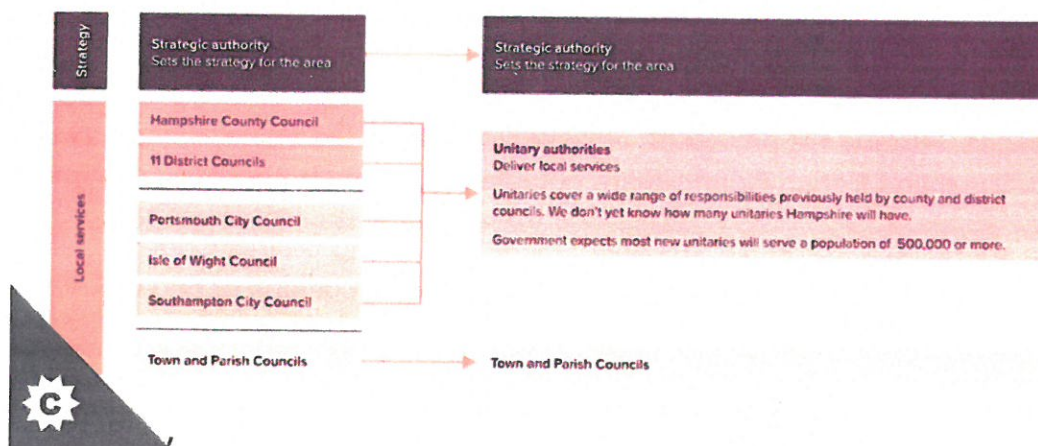 Strategy
Strategic authority
Sets the strategy for the area
Strategic authority
Sets the strategy for the area
Local services
Hampshire County Council
11 District Councils
Portsmouth City Council
Isle of Wight Council
Southampton City Council
Town and Parish Councils
Unitary authorities
Deliver local services
Unitaries cover a wide range of responsibilities previously held by county and district
councils. We don't yet know how many unitaries Hampshire will have.
Government expects most new unitaries will serve a population of 500,000 or more.
Town and Parish Councils
C